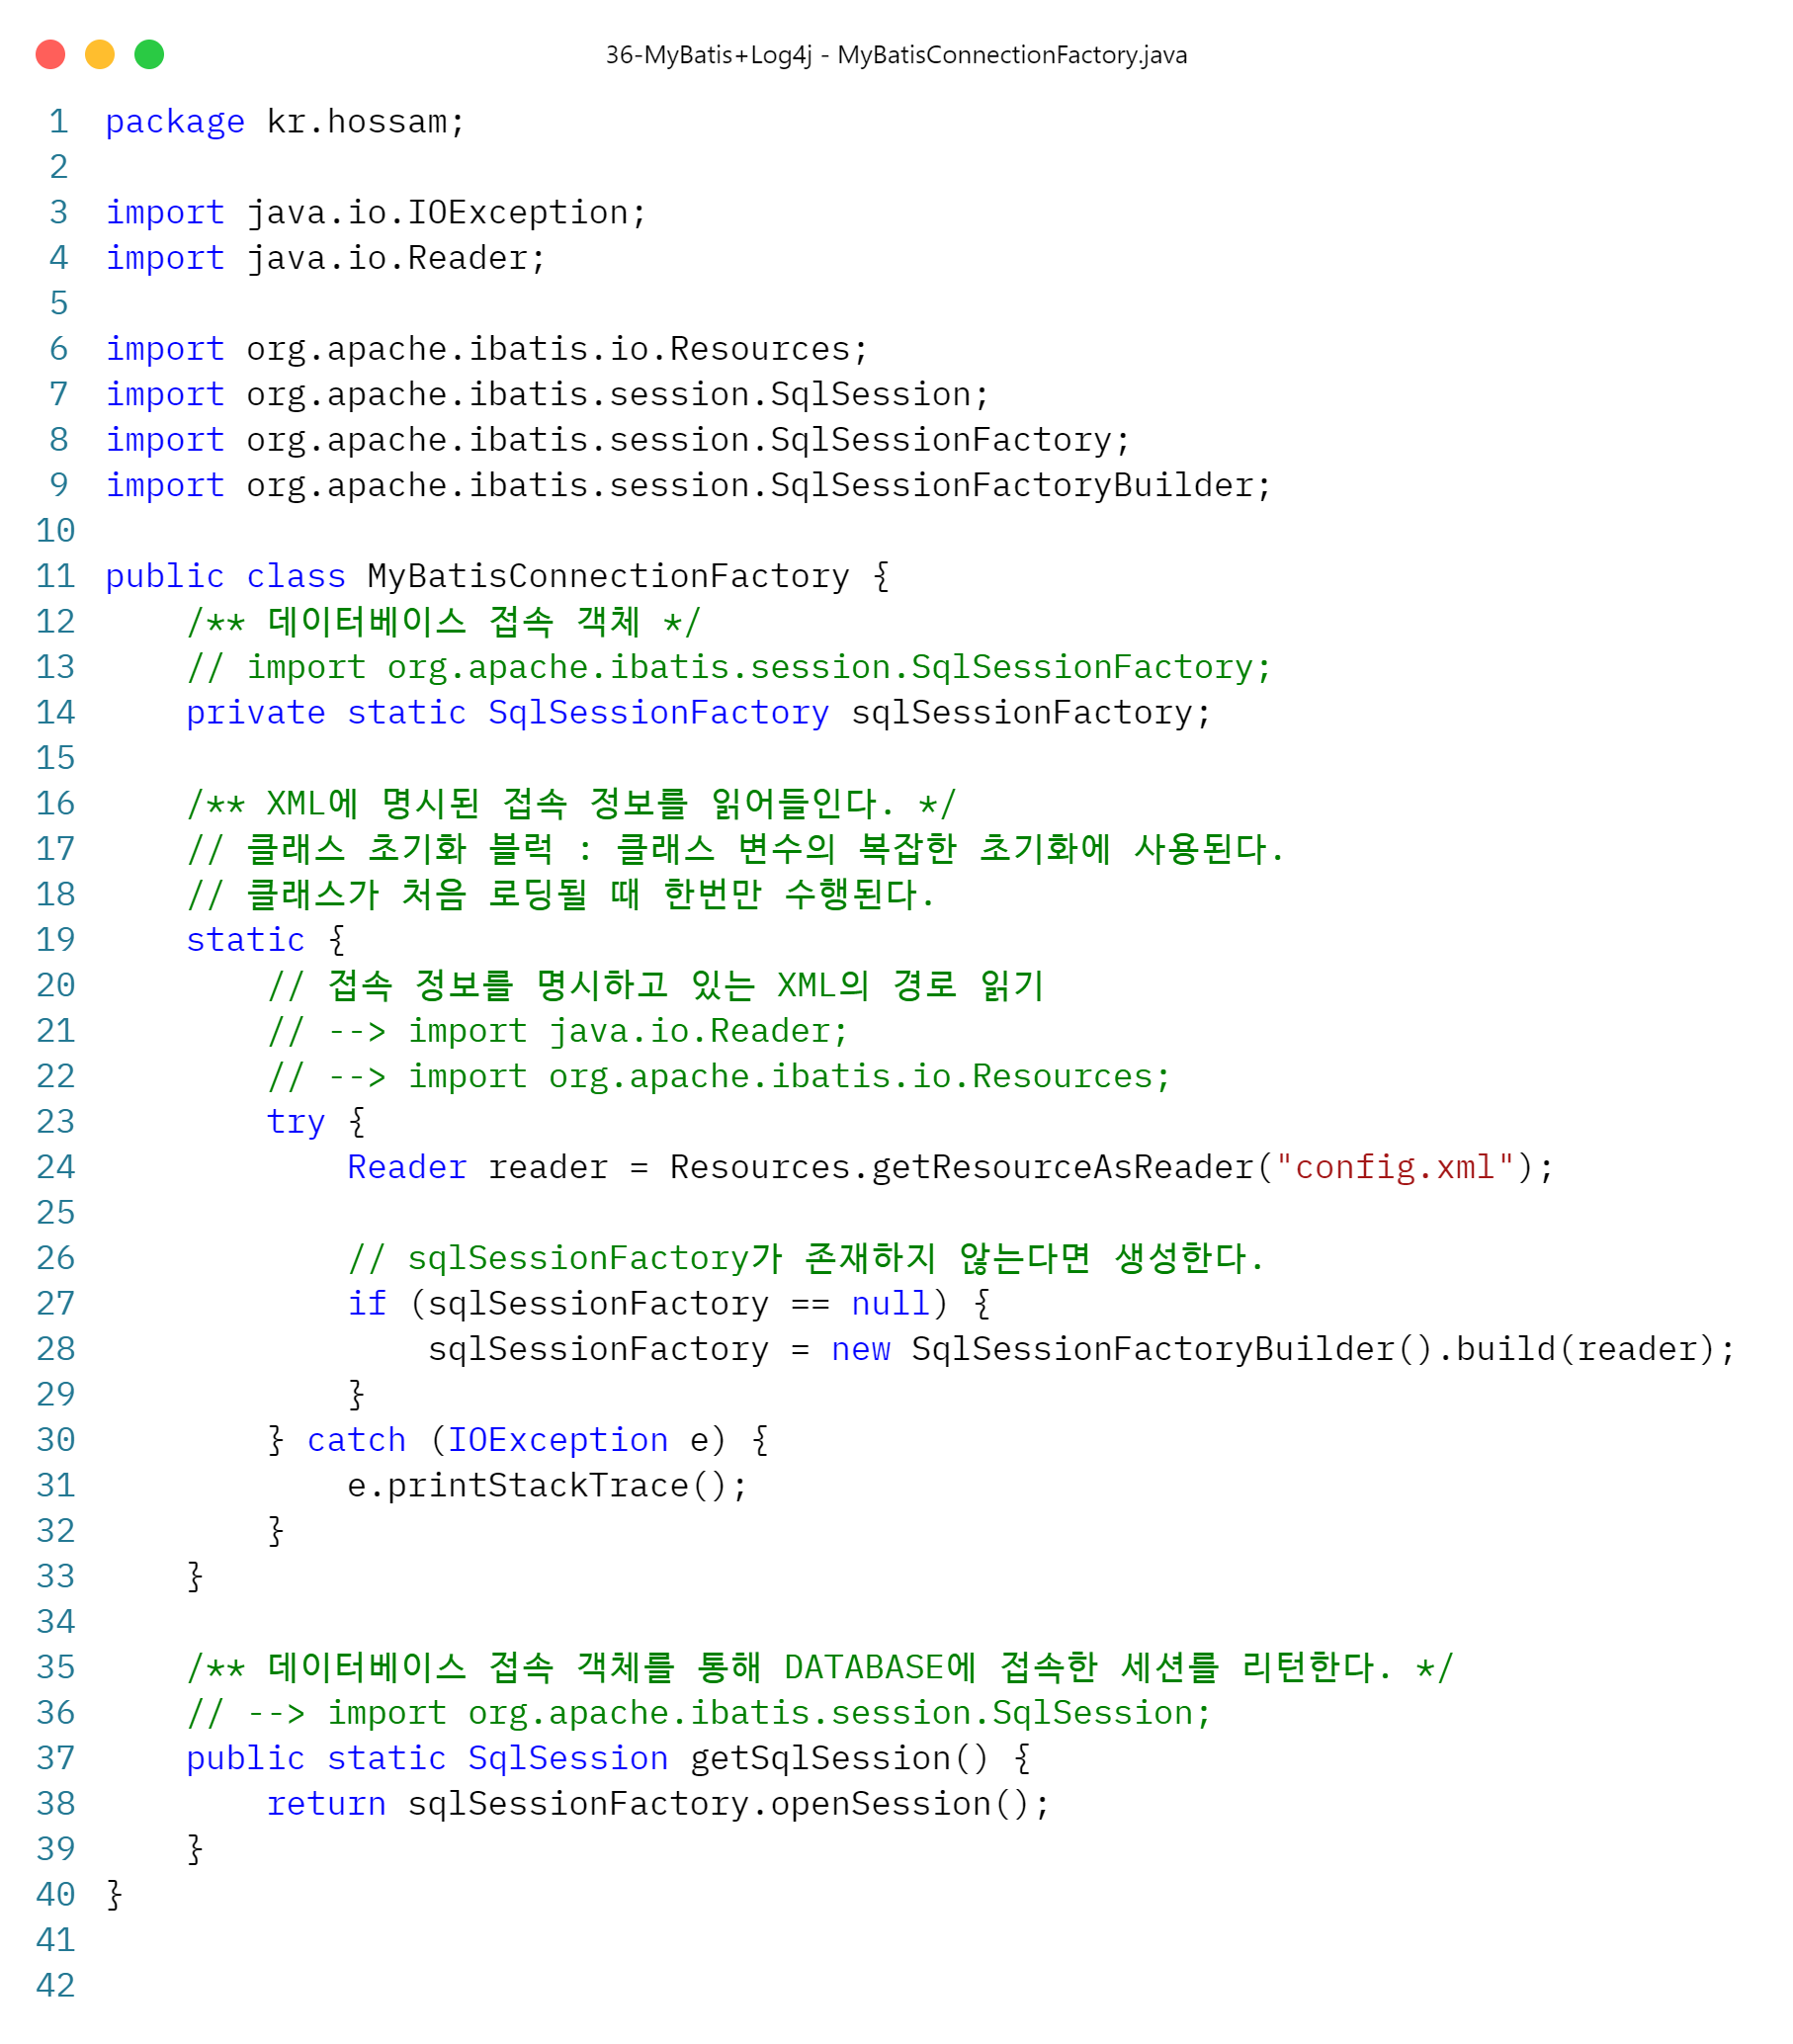 36-MyBatis+Log4j - MyBatisConnectionFactory.java
1 package kr.hossam;
2
3 import java.io.IOException;
4 import java.io.Reader;
5
6 import org.apache.ibatis.io.Resources;
7 import org.apache.ibatis.session.SqlSession;
8 import org.apache.ibatis.session.SqlSessionFactory;
9 import org.apache.ibatis.session.SqlSessionFactoryBuilder;
10
11 public class MyBatisConnectionFactory {
12     /** 데이터베이스 접속 객체 */
13     // import org.apache.ibatis.session.SqlSessionFactory;
14     private static SqlSessionFactory sqlSessionFactory;
15
16     /** XML에 명시된 접속 정보를 읽어들인다. */
17     // 클래스 초기화 블럭 : 클래스 변수의 복잡한 초기화에 사용된다.
18     // 클래스가 처음 로딩될 때 한번만 수행된다.
19     static {
20         // 접속 정보를 명시하고 있는 XML의 경로 읽기
21         // --> import java.io.Reader;
22         // --> import org.apache.ibatis.io.Resources;
23         try {
24             Reader reader = Resources.getResourceAsReader("config.xml");
25
26             // sqlSessionFactory가 존재하지 않는다면 생성한다.
27             if (sqlSessionFactory == null) {
28                 sqlSessionFactory = new SqlSessionFactoryBuilder().build(reader);
29             }
30         } catch (IOException e) {
31             e.printStackTrace();
32         }
33     }
34
35     /** 데이터베이스 접속 객체를 통해 DATABASE에 접속한 세션를 리턴한다. */
36     // --> import org.apache.ibatis.session.SqlSession;
37     public static SqlSession getSqlSession() {
38         return sqlSessionFactory.openSession();
39     }
40 }
41
42